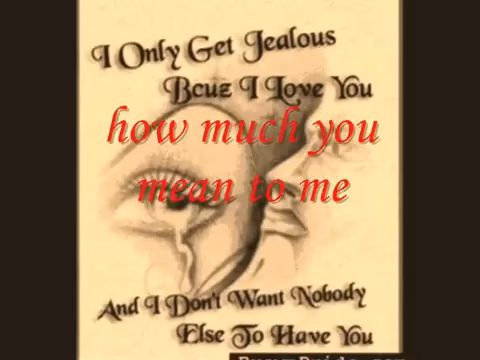 I Only Get Jealous
Bcuz I Love You
how much you
mean to me
And I Don't Want Nobody
Else To Have You